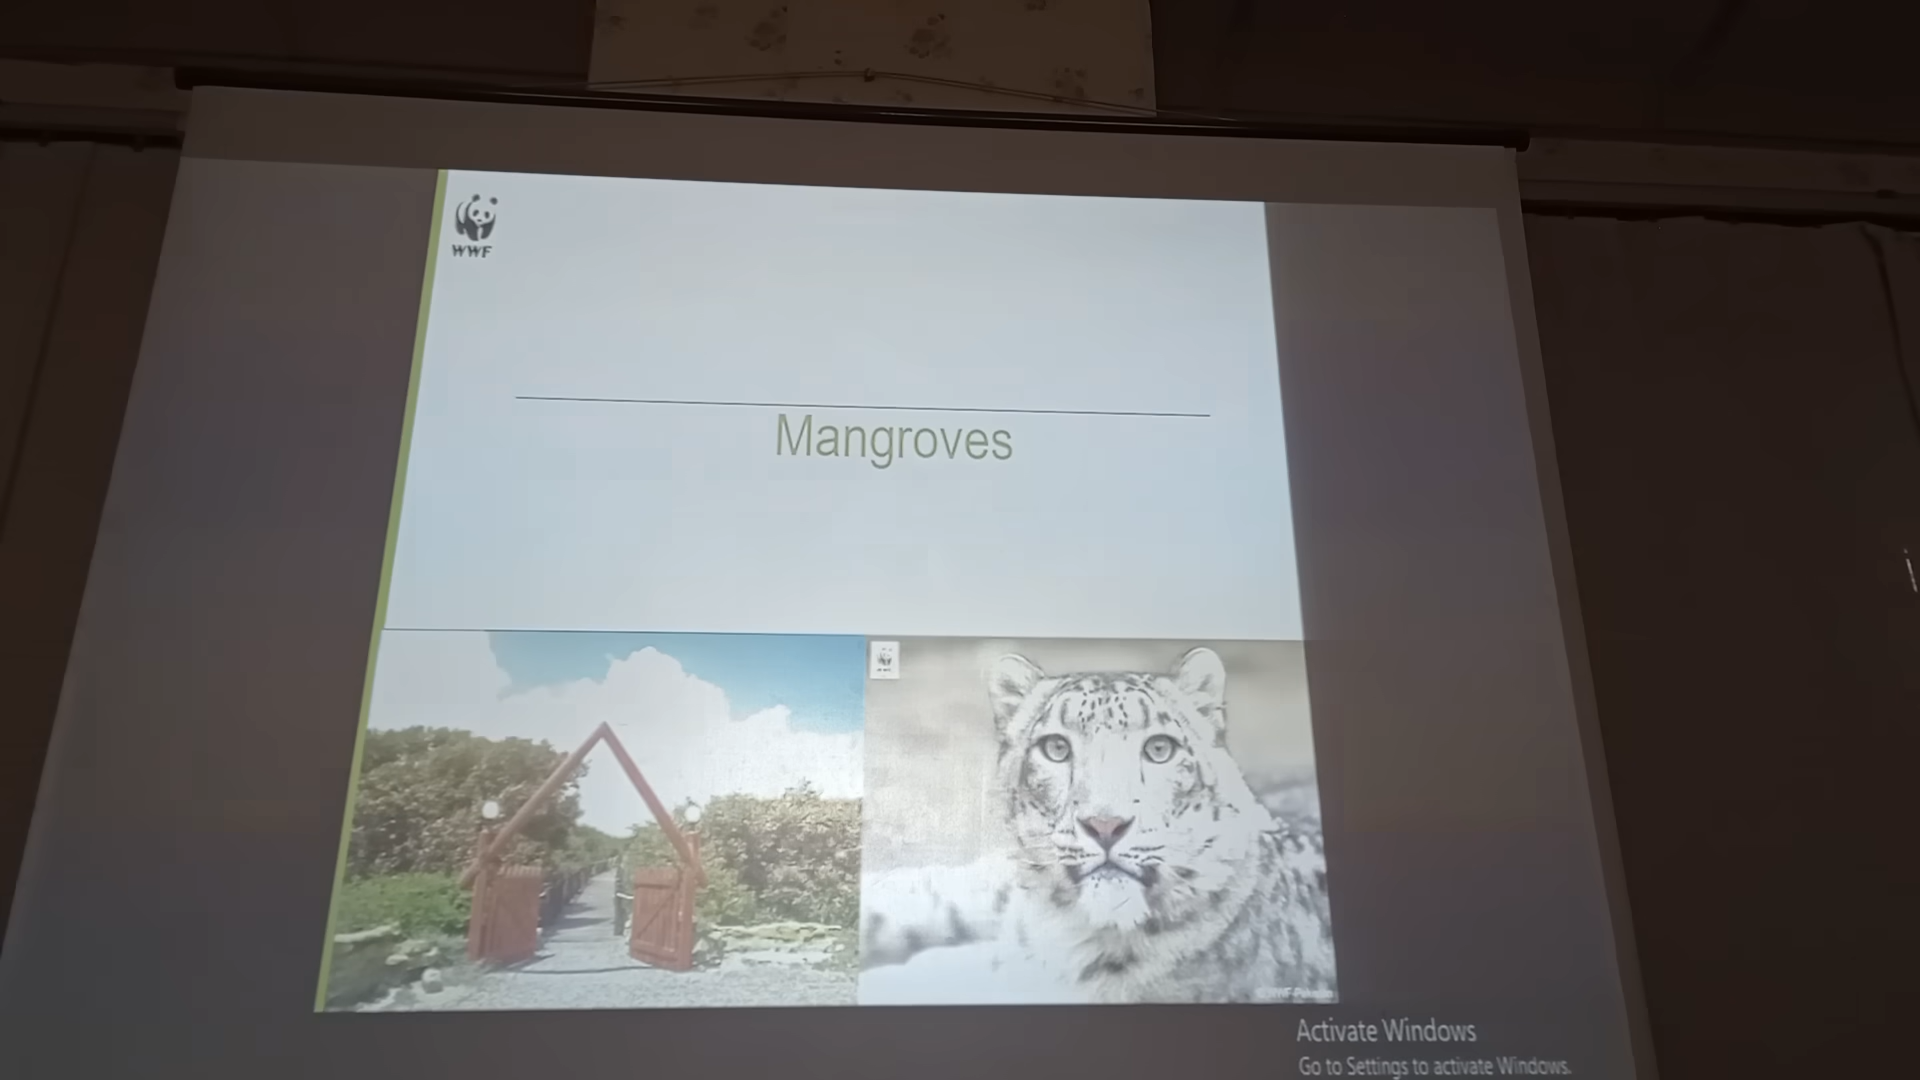 WWF
Mangroves
Activate Windows
Go to Settings to activate Windows.